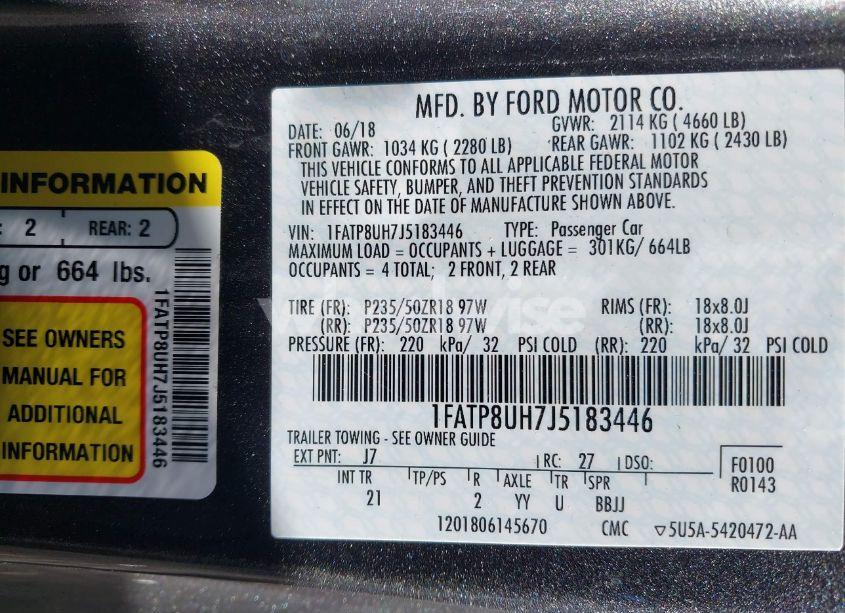 INFORMATION
: 2 REAR: 2
g or 664 lbs.
SEE OWNERS
MANUAL FOR
ADDITIONAL
INFORMATION
1FATP8UH7J5183446
MFD. BY FORD MOTOR CO.
DATE: 06/18 GVWR: 2114 KG ( 4660 LB)
FRONT GAWR: 1034 KG ( 2280 LB) REAR GAWR: 1102 KG ( 2430 LB)
THIS VEHICLE CONFORMS TO ALL APPLICABLE FEDERAL MOTOR
VEHICLE SAFETY, BUMPER, AND THEFT PREVENTION STANDARDS
IN EFFECT ON THE DATE OF MANUFACTURE SHOWN ABOVE.
VIN: 1FATP8UH7J5183446 TYPE: Passenger Car
MAXIMUM LOAD = OCCUPANTS + LUGGAGE = 301KG/ 664LB
OCCUPANTS = 4 TOTAL; 2 FRONT, 2 REAR
TIRE (FR): P235/50ZR18 97W RIMS (FR): 18x8.0J
(RR): P235/50ZR18 97W (RR): 18x8.0J
PRESSURE (FR): 220 kPa/ 32 PSI COLD (RR): 220 kPa/ 32 PSI COLD
1FATP8UH7J5183446
TRAILER TOWING - SEE OWNER GUIDE
EXT PNT: J7 RC: 27 DSO: F0100
INT TR TP/PS R AXLE TR SPR R0143
21 2 YY U BBJJ
1201806145670 CMC ▽5U5A-5420472-AA